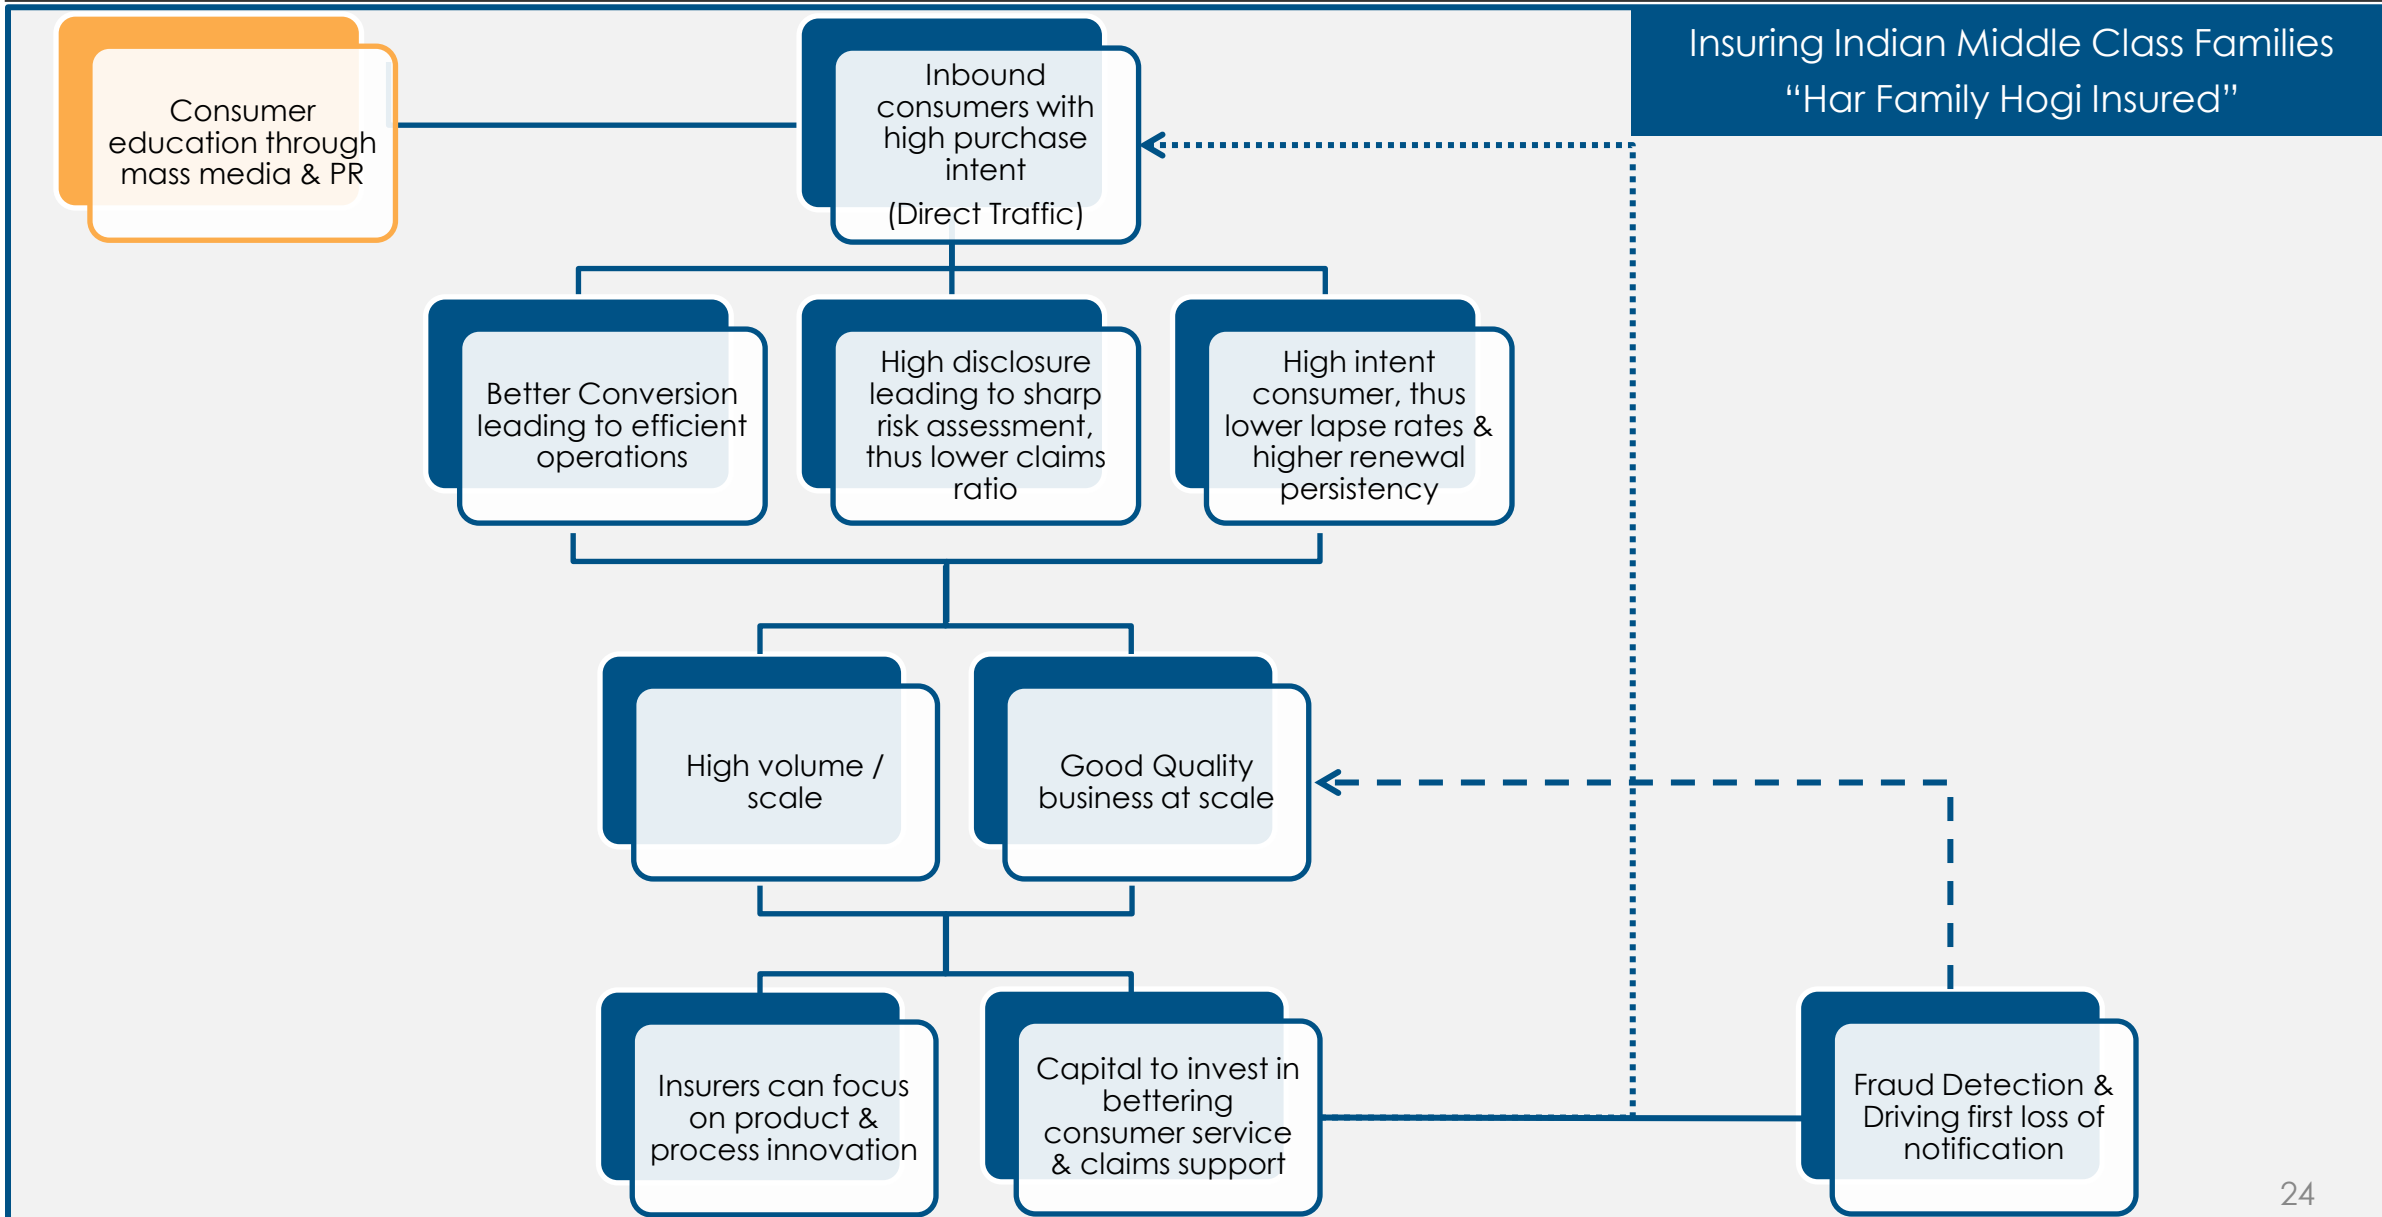 Insuring Indian Middle Class Families
“Har Family Hogi Insured”
Consumer
education through
mass media & PR
Inbound
consumers with
high purchase
intent
(Direct Traffic)
Better Conversion
leading to efficient
operations
High disclosure
leading to sharp
risk assessment,
thus lower claims
ratio
High intent
consumer, thus
lower lapse rates &
higher renewal
persistency
High volume /
scale
Good Quality
business at scale
Insurers can focus
on product &
process innovation
Capital to invest in
bettering
consumer service
& claims support
Fraud Detection &
Driving first loss of
notification
24